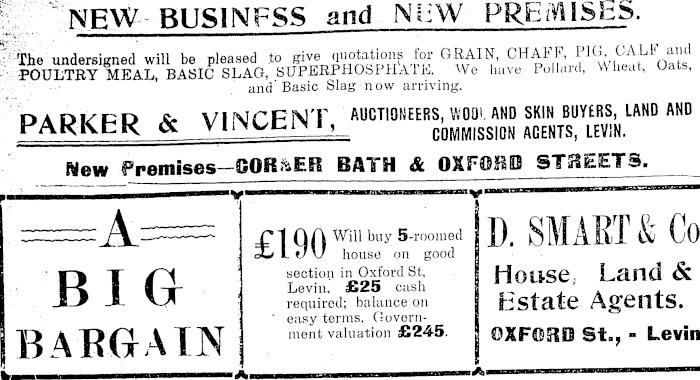 NEW BUSINESS and NEW PREMISES.
The undersigned will be pleased to give quotations for GRAIN, CHAFF, PIG, CALF and
POULTRY MEAL, BASIC SLAG, SUPERPHOSPHATE. We have Pollard, Wheat, Oats,
and Basic Slag now arriving.
PARKER & VINCENT,
AUCTIONEERS, WOOL AND SKIN BUYERS, LAND AND
COMMISSION AGENTS, LEVIN.
New Premises—CORNER BATH & OXFORD STREETS.
A
BIG
BARGAIN
£190 Will buy 5-roomed
house on good
section in Oxford St,
Levin, £25 cash
required; balance on
easy terms. Govern-
ment valuation £245.
D. SMART & Co
House, Land &
Estate Agents.
OXFORD St., - Levin